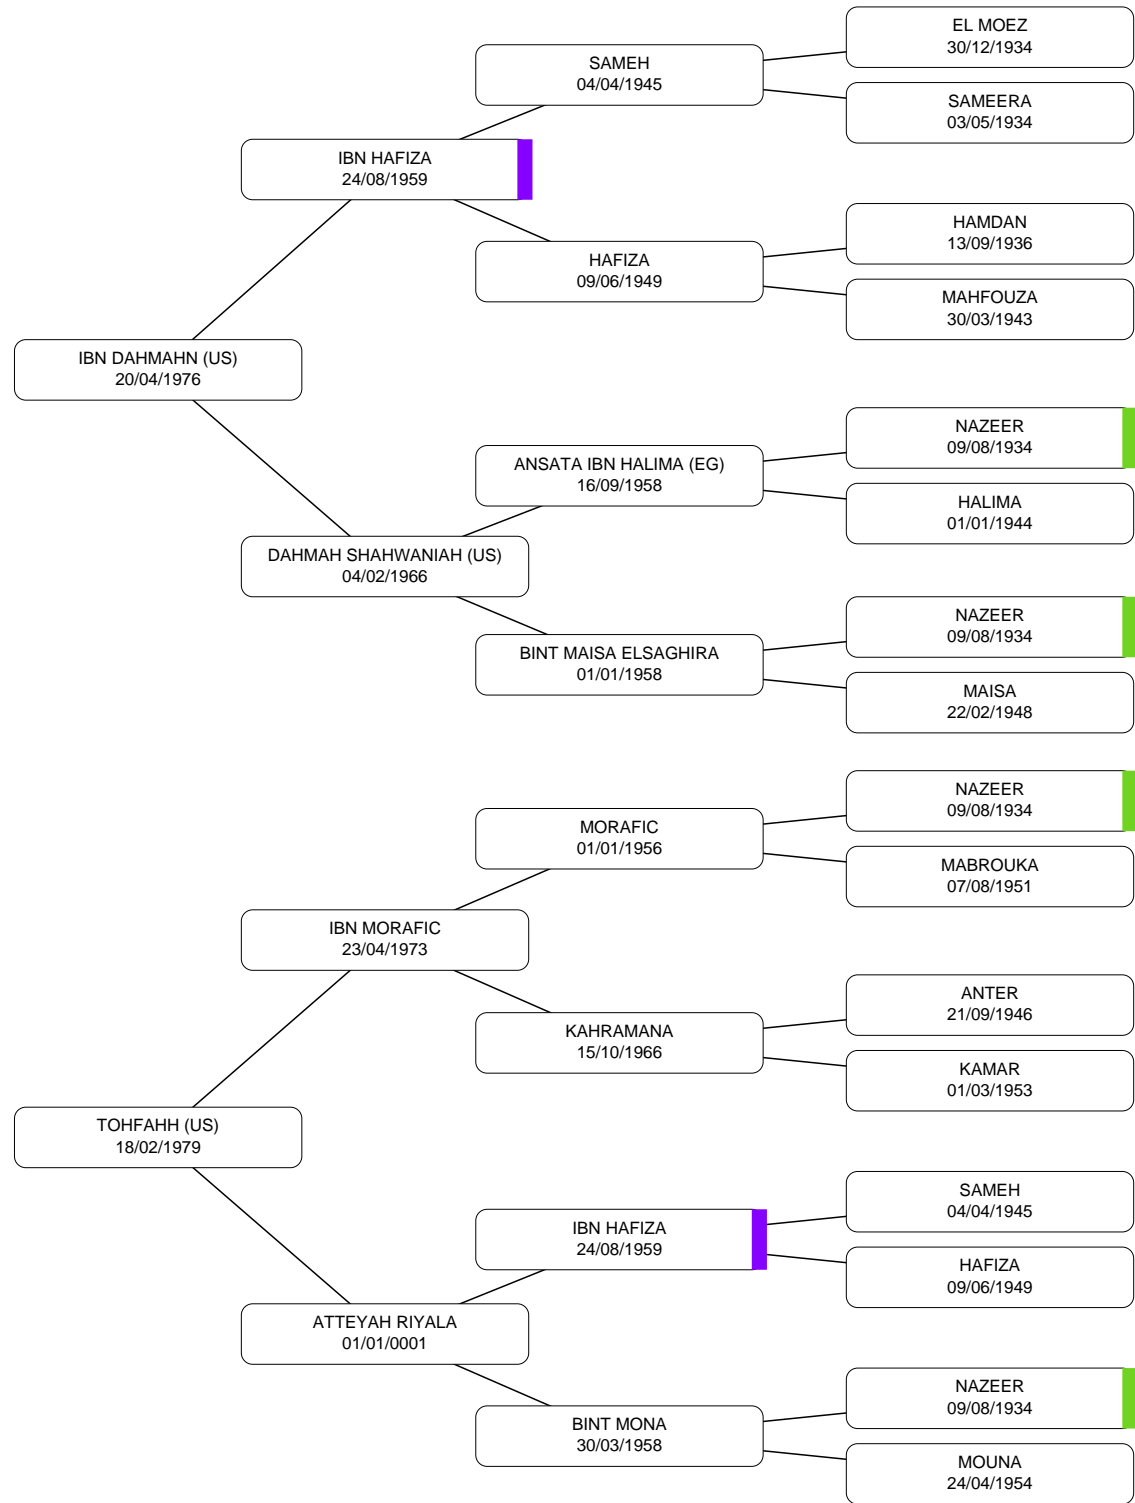 EL MOEZ
30/12/1934
SAMEH
04/04/1945
SAMEERA
03/05/1934
IBN HAFIZA
24/08/1959
HAMDAN
13/09/1936
HAFIZA
09/06/1949
MAHFOUZA
30/03/1943
IBN DAHMAHN (US)
20/04/1976
NAZEER
09/08/1934
ANSATA IBN HALIMA (EG)
16/09/1958
HALIMA
01/01/1944
DAHMAH SHAHWANIAH (US)
04/02/1966
NAZEER
09/08/1934
BINT MAISA ELSAGHIRA
01/01/1958
MAISA
22/02/1948
NAZEER
09/08/1934
MORAFIC
01/01/1956
MABROUKA
07/08/1951
IBN MORAFIC
23/04/1973
ANTER
21/09/1946
KAHRAMANA
15/10/1966
KAMAR
01/03/1953
TOHFAHH (US)
18/02/1979
SAMEH
04/04/1945
IBN HAFIZA
24/08/1959
HAFIZA
09/06/1949
ATTEYAH RIYALA
01/01/0001
NAZEER
09/08/1934
BINT MONA
30/03/1958
MOUNA
24/04/1954